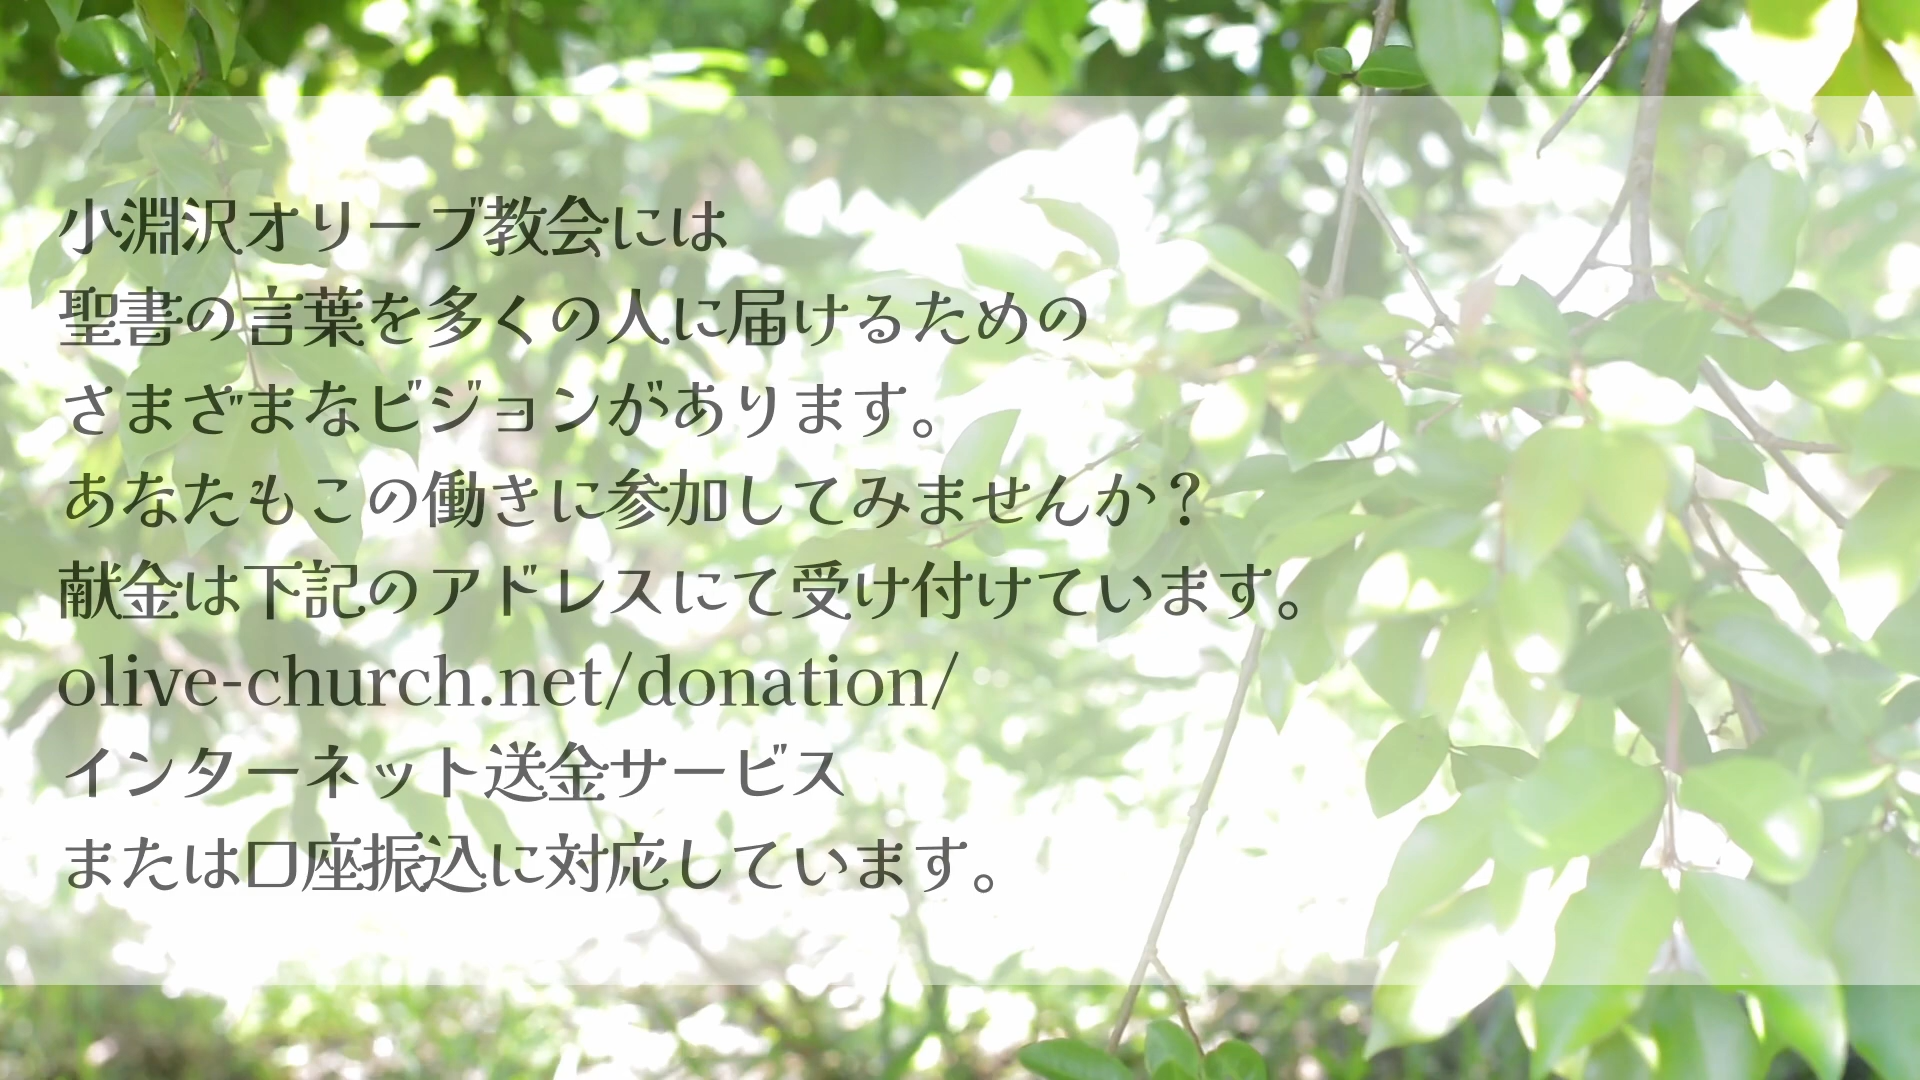 小淵沢オリーブ教会には
聖書の言葉を多くの人に届けるための
さまざまなビジョンがあります。
あなたもこの働きに参加してみませんか？
献金は下記のアドレスにて受け付けています。
olive-church.net/donation/
インターネット送金サービス
または口座振込に対応しています。